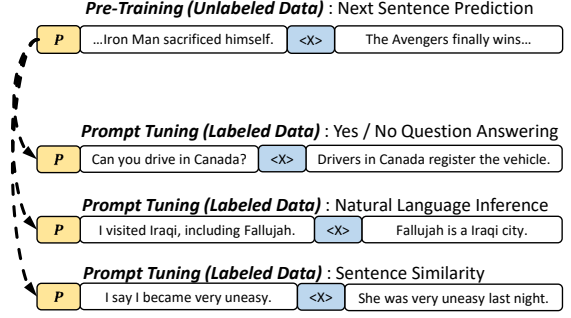 Pre-Training (Unlabeled Data) : Next Sentence Prediction
P ...Iron Man sacrificed himself. <X> The Avengers finally wins...
Prompt Tuning (Labeled Data) : Yes / No Question Answering
P Can you drive in Canada? <X> Drivers in Canada register the vehicle.
Prompt Tuning (Labeled Data) : Natural Language Inference
P I visited Iraqi, including Fallujah. <X> Fallujah is a Iraqi city.
Prompt Tuning (Labeled Data) : Sentence Similarity
P I say I became very uneasy. <X> She was very uneasy last night.